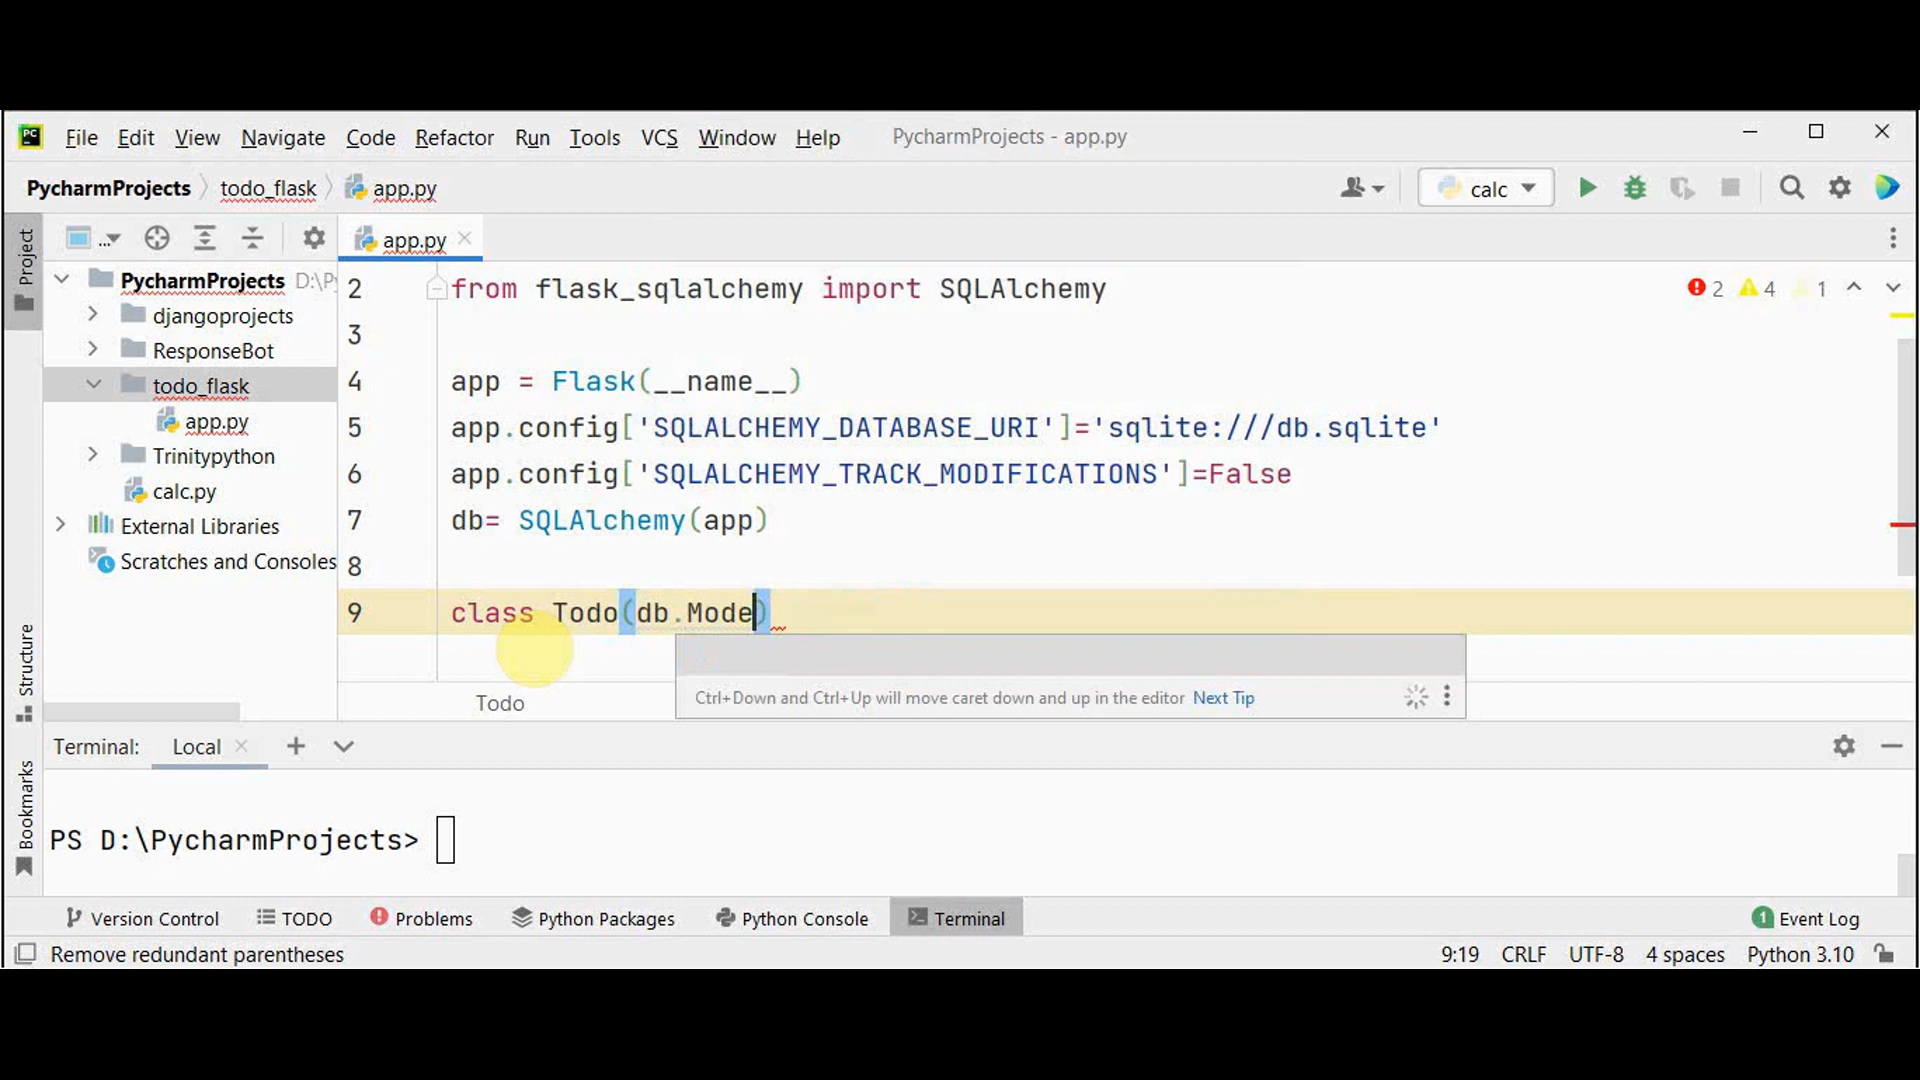 PC File Edit View Navigate Code Refactor Run Tools VCS Window Help PycharmProjects - app.py
PycharmProjects todo_flask app.py calc
Project
... app.py
PycharmProjects D:\Py
djangoprojects
ResponseBot
todo_flask
app.py
Trinitypython
calc.py
External Libraries
Scratches and Consoles
2 from flask_sqlalchemy import SQLAlchemy
2 4 1
3
4 app = Flask(__name__)
5 app.config['SQLALCHEMY_DATABASE_URI']='sqlite:///db.sqlite'
6 app.config['SQLALCHEMY_TRACK_MODIFICATIONS']=False
7 db= SQLAlchemy(app)
8
9 class Todo(db.Mode)
Ctrl+Down and Ctrl+Up will move caret down and up in the editor Next Tip
Todo
Structure
Bookmarks
Terminal: Local
PS D:\PycharmProjects>
Version Control TODO Problems Python Packages Python Console Terminal 1 Event Log
Remove redundant parentheses 9:19 CRLF UTF-8 4 spaces Python 3.10